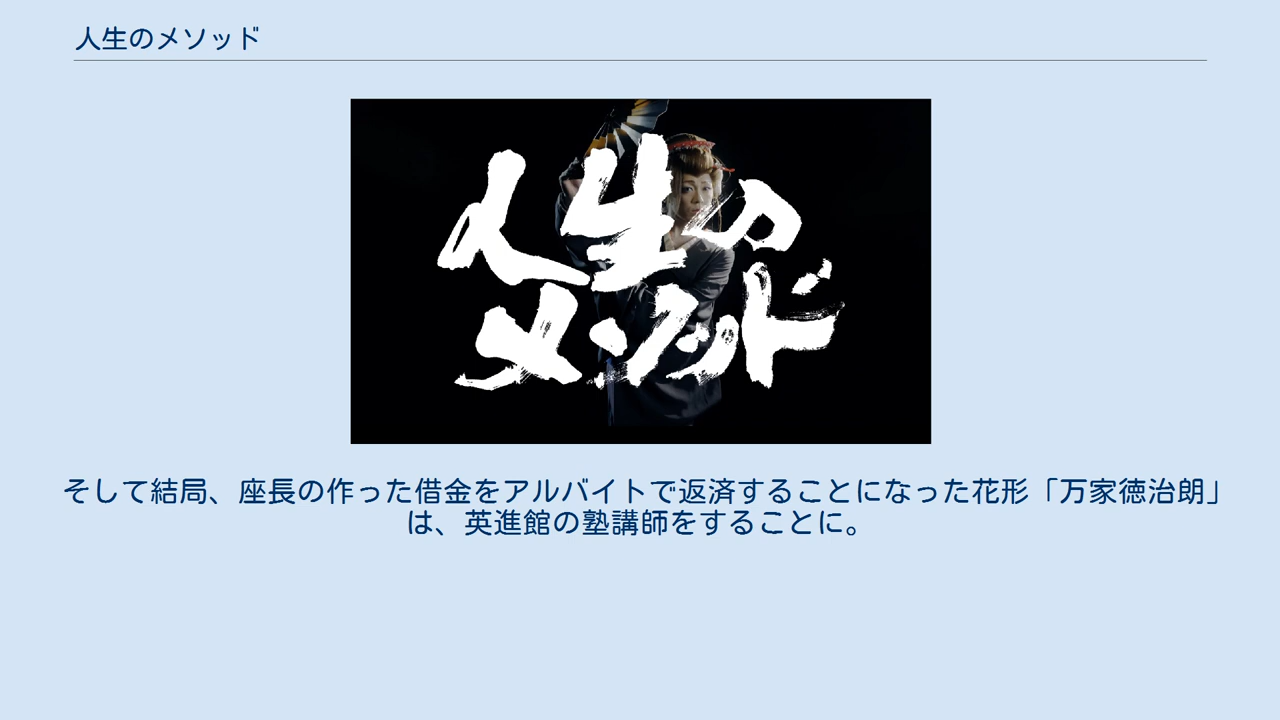 人生のメソッド
人生の
メソッド
そして結局、座長の作った借金をアルバイトで返済することになった花形「万家徳治朗」
は、英進館の塾講師をすることに。